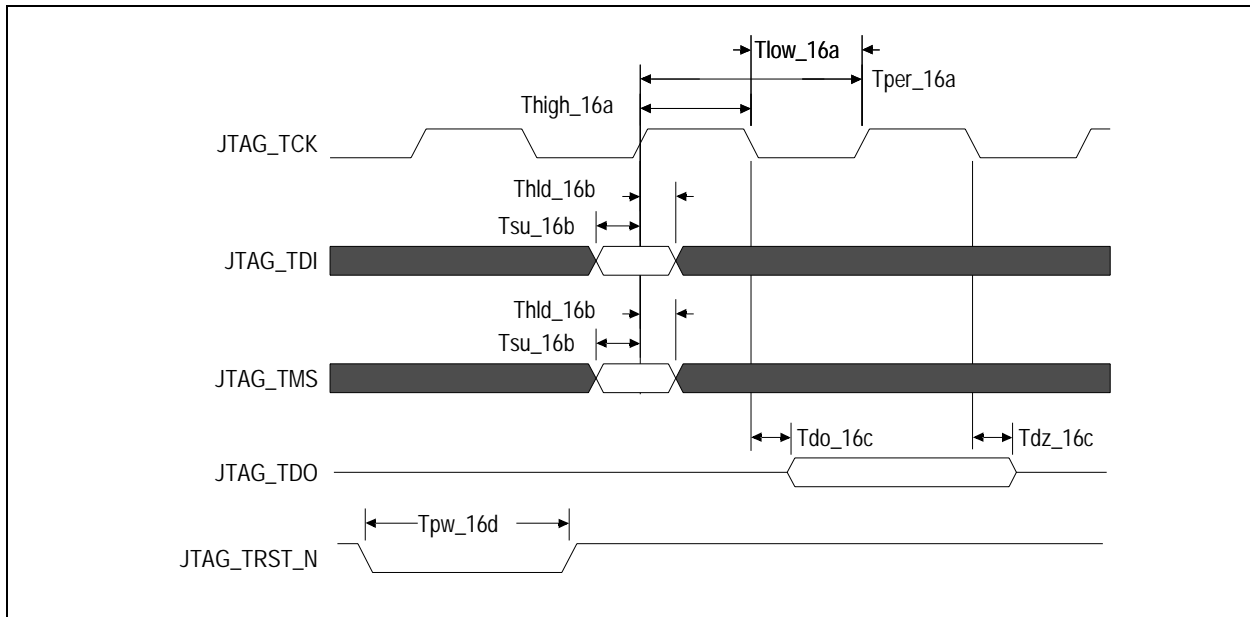 Tlow_16a
Tper_16a
Thigh_16a
JTAG_TCK
Thld_16b
Tsu_16b
JTAG_TDI
Thld_16b
Tsu_16b
JTAG_TMS
Tdo_16c
Tdz_16c
JTAG_TDO
Tpw_16d
JTAG_TRST_N